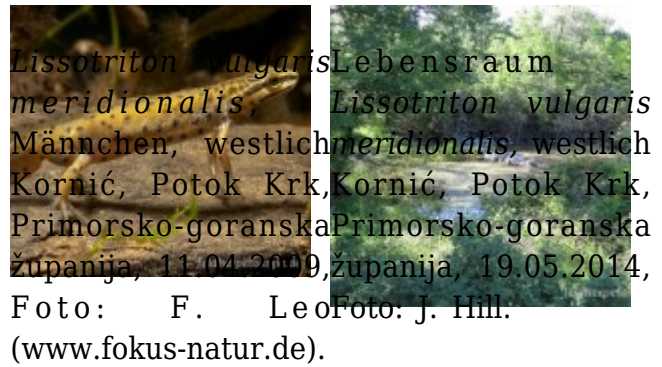 Lissotriton vulgaris
meridionalis,
Männchen, westlich
Kornić, Potok Krk,
Primorsko-goranska
županija, 11.04.2009,
Foto: F. Leo
(www.fokus-natur.de).
Lebensraum
Lissotriton vulgaris
meridionalis, westlich
Kornić, Potok Krk,
Primorsko-goranska
županija, 19.05.2014,
Foto: J. Hill.